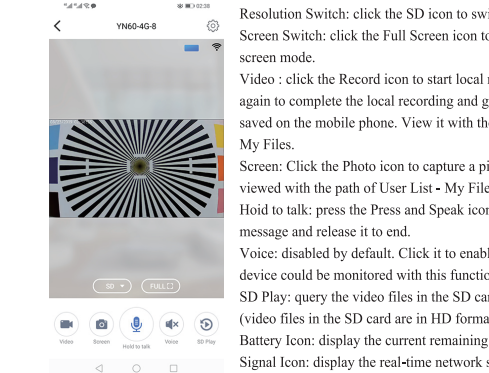 02:38
YN60-4G-8
SD
FULL
Video
Screen
Hold to talk
Voice
SD Play
Resolution Switch: click the SD icon to swi
Screen Switch: click the Full Screen icon to
screen mode.
Video : click the Record icon to start local r
again to complete the local recording and g
saved on the mobile phone. View it with the
My Files.
Screen: Click the Photo icon to capture a pi
viewed with the path of User List - My File
Hoid to talk: press the Press and Speak icon
message and release it to end.
Voice: disabled by default. Click it to enabl
device could be monitored with this functio
SD Play: query the video files in the SD car
(video files in the SD card are in HD forma
Battery Icon: display the current remaining
Signal Icon: display the real-time network s